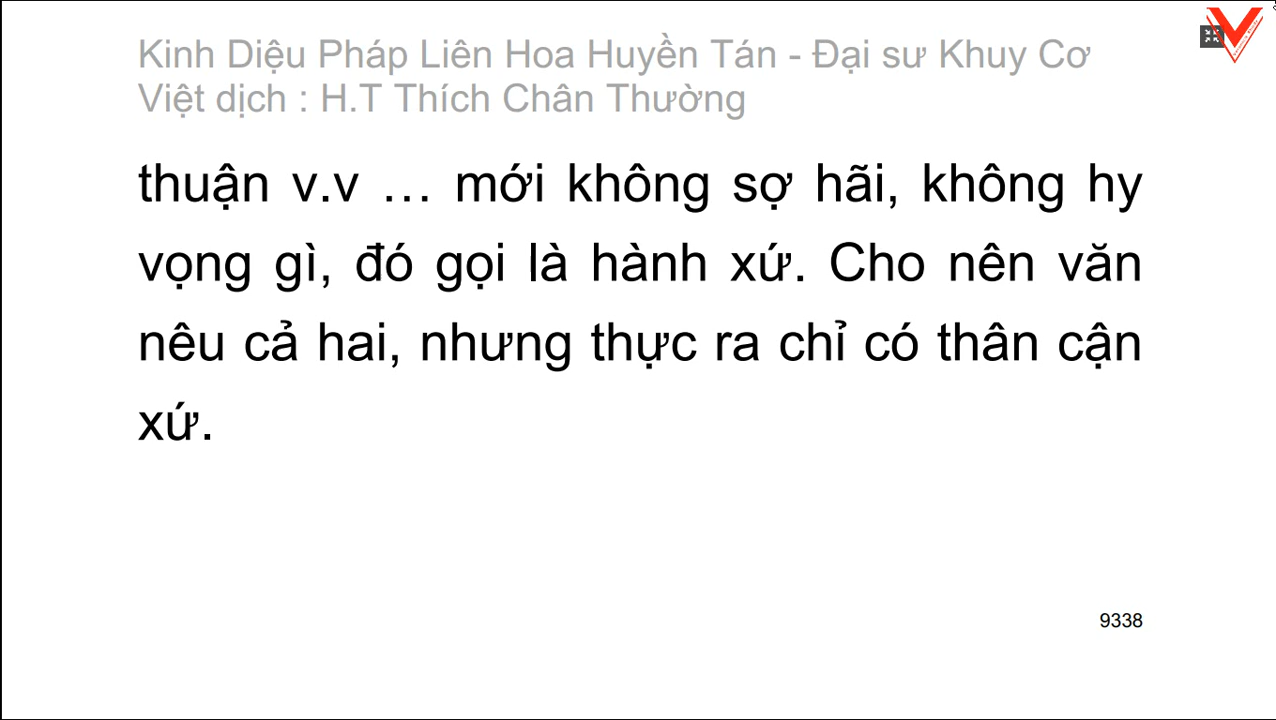 Kinh Diệu Pháp Liên Hoa Huyền Tán - Đại sư Khuy Cơ
Việt dịch : H.T Thích Chân Thường
thuận v.v … mới không sợ hãi, không hy
vọng gì, đó gọi là hành xứ. Cho nên văn
nêu cả hai, nhưng thực ra chỉ có thân cận
xứ.
9338